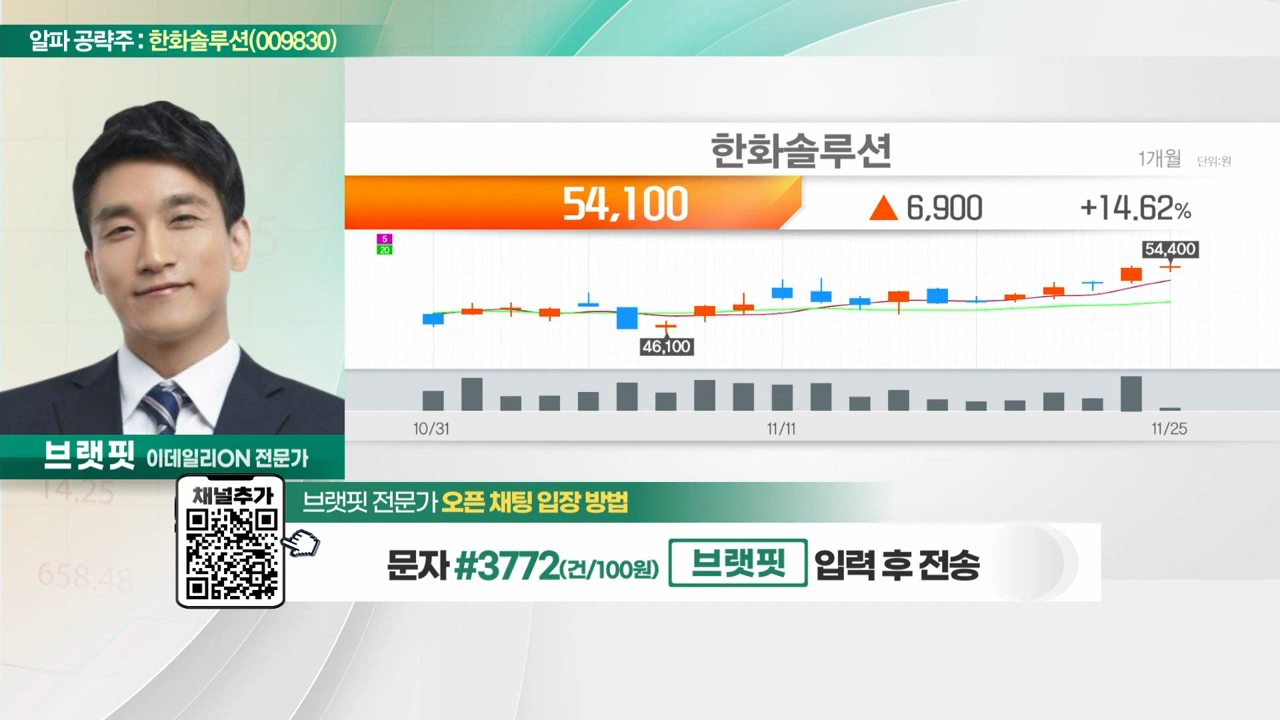 알파 공략주 : 한화솔루션(009830)
한화솔루션
1개월 단위:원
54,100 ▲ 6,900 +14.62%
5
20
54,400
46,100
10/31 11/11 11/25
브랫핏 이데일리ON 전문가
14.25
채널추가
브랫핏 전문가 오픈 채팅 입장 방법
문자 #3772(건/100원) 브랫핏 입력 후 전송
658.48